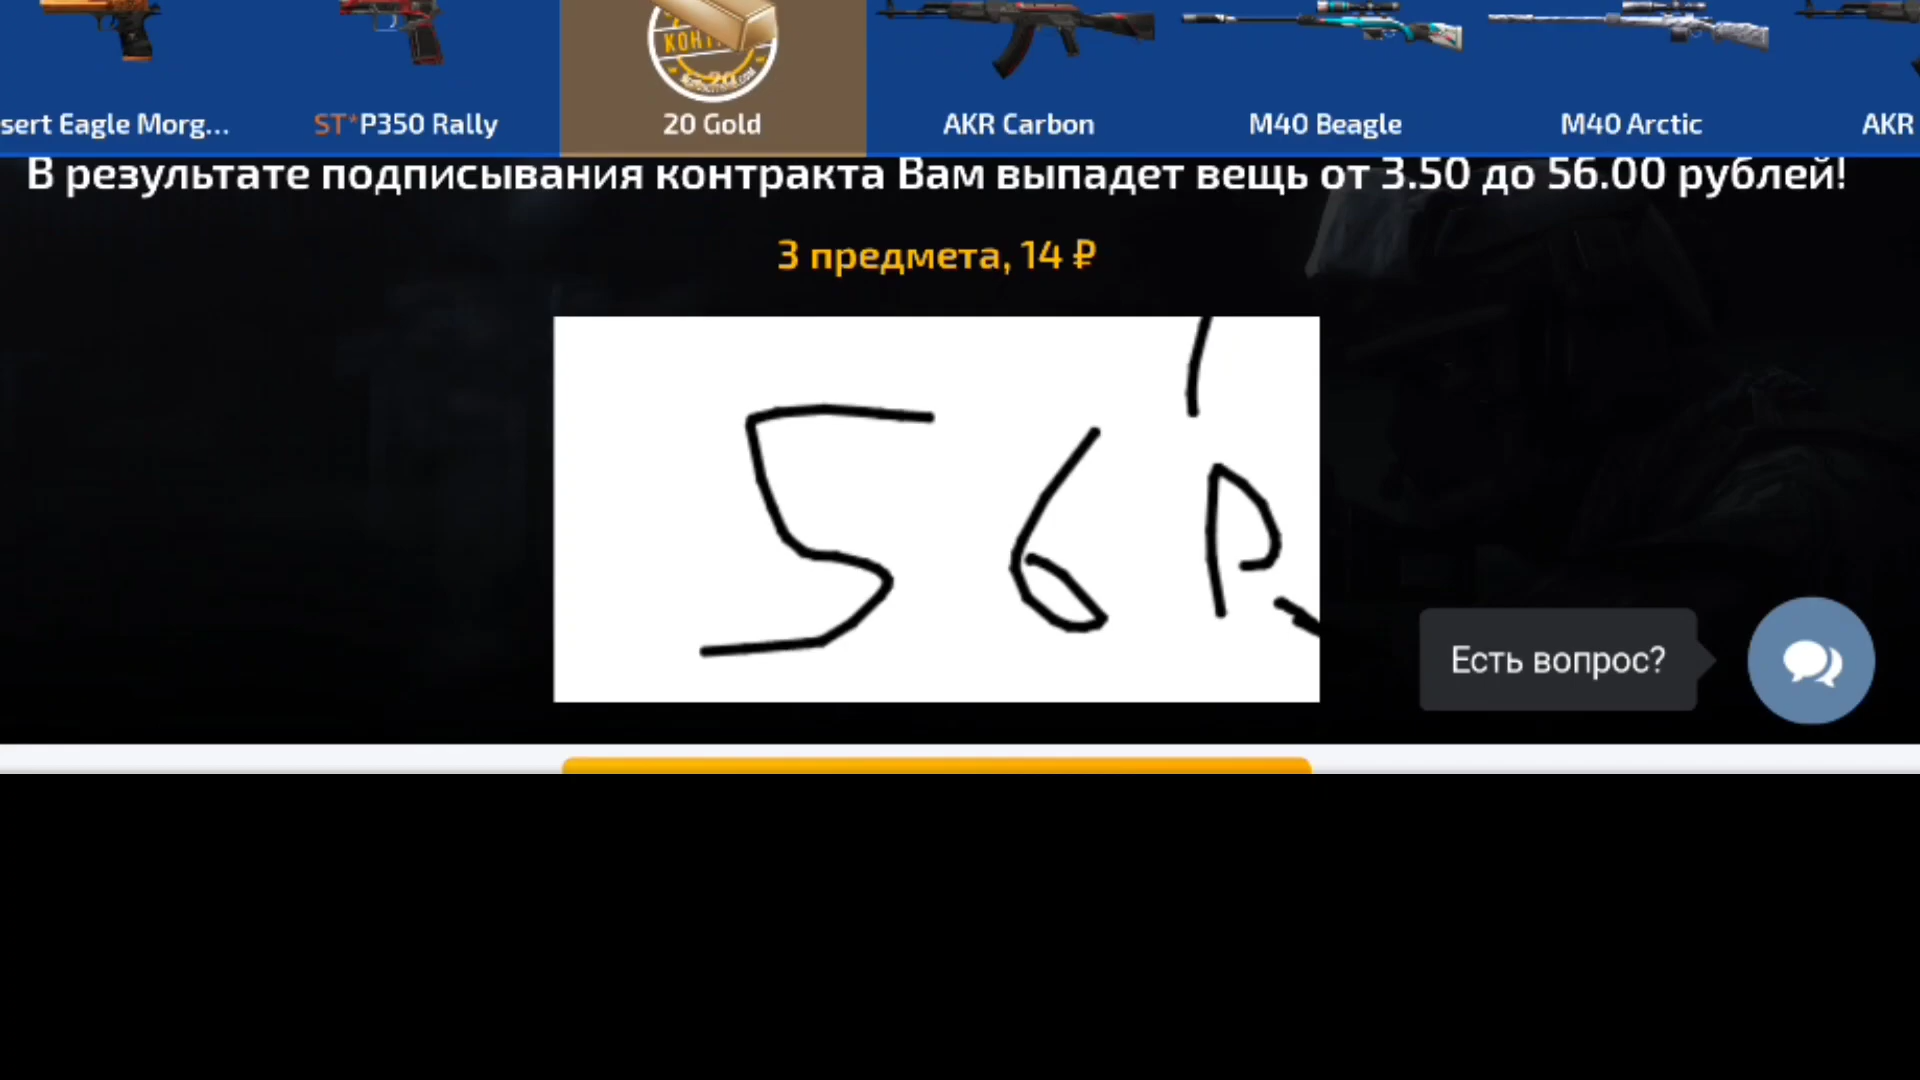 sert Eagle Morg...
ST*P350 Rally
20 Gold
AKR Carbon
M40 Beagle
M40 Arctic
AKR
В результате подписывания контракта Вам выпадет вещь от 3.50 до 56.00 рублей!
3 предмета, 14 ₽
56 р
Есть вопрос?